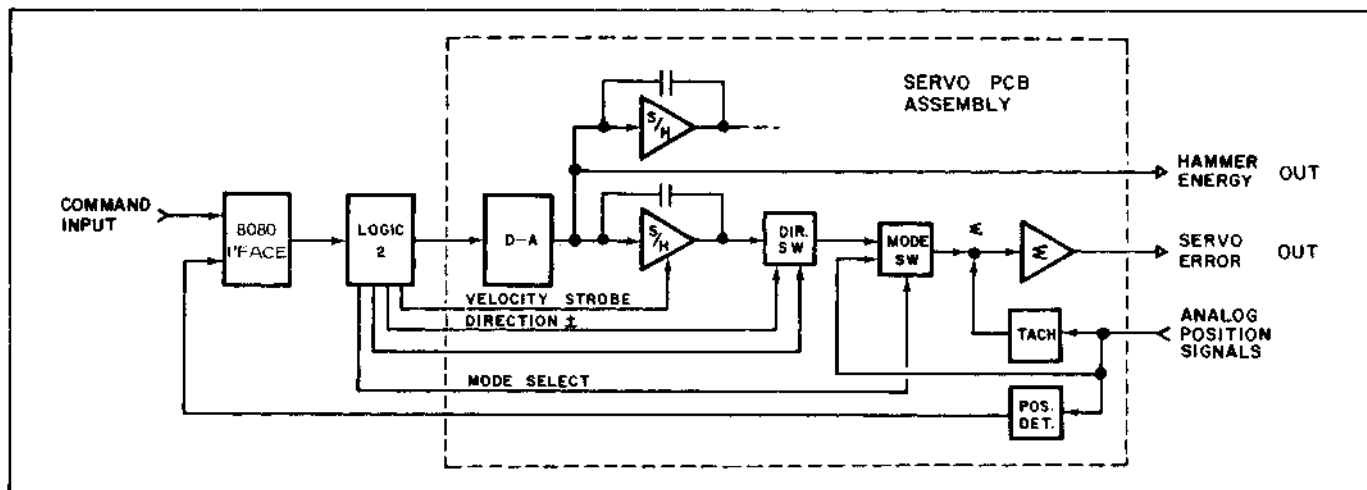 SERVO PCB
ASSEMBLY
S/H
HAMMER
ENERGY OUT
COMMAND
INPUT
8080
I'FACE
LOGIC
2
D-A
S/H
DIR.
SW
MODE
SW
Σ
Σ
SERVO
ERROR OUT
VELOCITY STROBE
DIRECTION ±
TACH
ANALOG
POSITION
SIGNALS
MODE SELECT
POS.
DET.